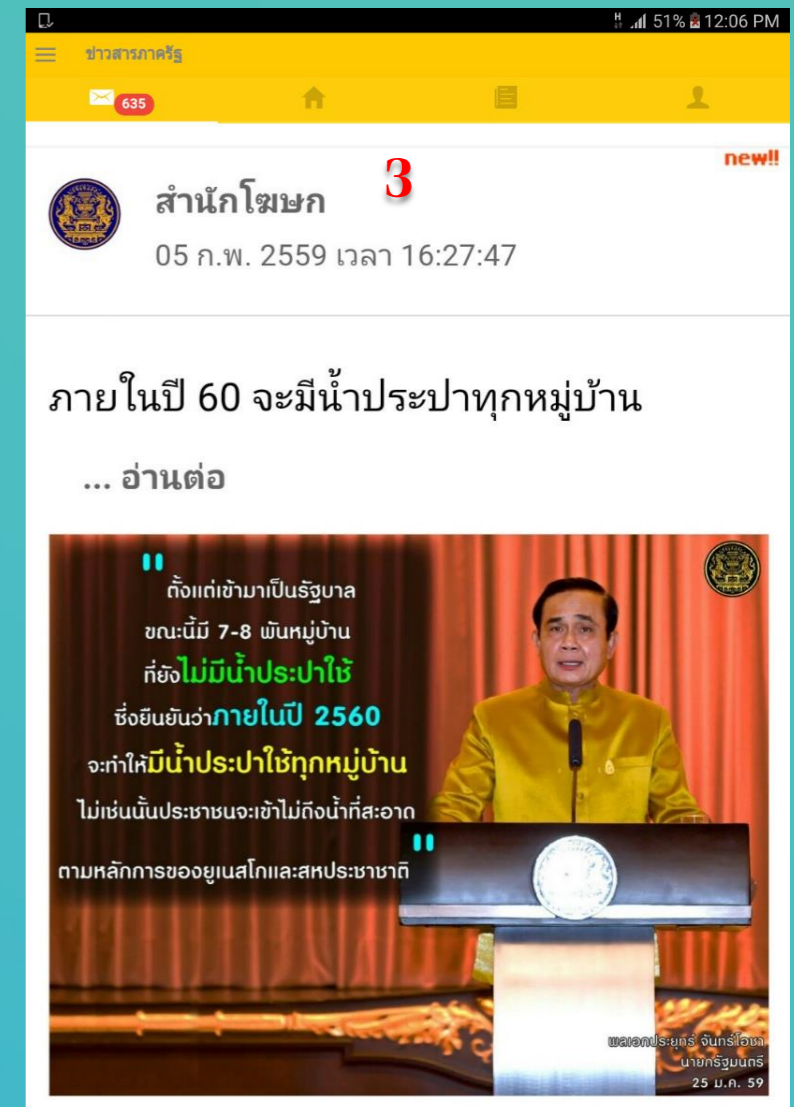 H 51% 12:06 PM
ข่าวสารภาครัฐ
635
new!!
3
สำนักโฆษก
05 ก.พ. 2559 เวลา 16:27:47
ภายในปี 60 จะมีน้ำประปาทุกหมู่บ้าน
... อ่านต่อ
"
ตั้งแต่เข้ามาเป็นรัฐบาล
ขณะนี้มี 7-8 พันหมู่บ้าน
ที่ยังไม่มีน้ำประปาใช้
ซึ่งยืนยันว่าภายในปี 2560
จะทำให้มีน้ำประปาใช้ทุกหมู่บ้าน
ไม่เช่นนั้นประชาชนจะเข้าไม่ถึงน้ำที่สะอาด
ตามหลักการของยูเนสโกและสหประชาชาติ "
พลเอกประยุทธ์ จันทร์โอชา
นายกรัฐมนตรี
25 ม.ค. 59